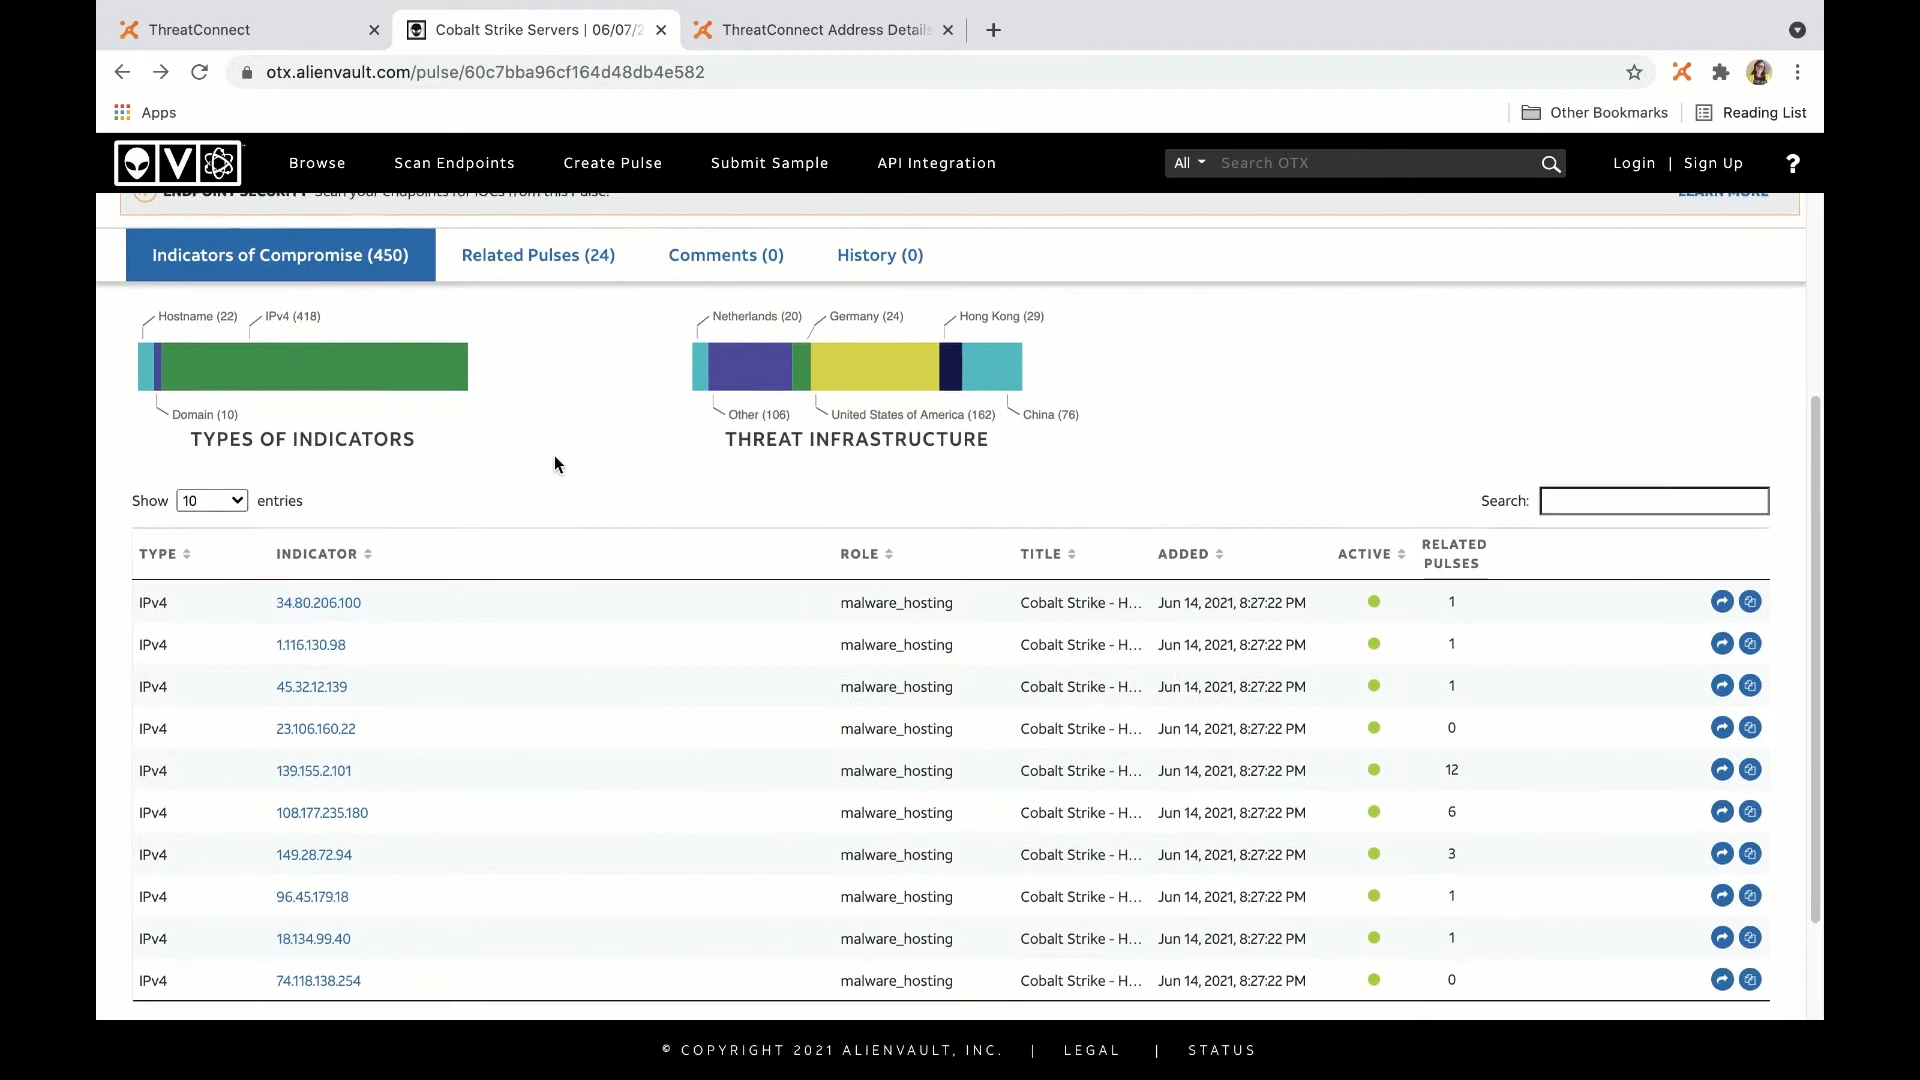 ThreatConnect
Cobalt Strike Servers | 06/07/2
ThreatConnect Address Details
otx.alienvault.com/pulse/60c7bba96cf164d48db4e582
Apps
Other Bookmarks
Reading List
V
Browse
Scan Endpoints
Create Pulse
Submit Sample
API Integration
All
Search OTX
Login | Sign Up
?
ENDPOINT SECURITY Scan your endpoints for IOCs from this Pulse!
LEARN MORE
Indicators of Compromise (450)
Related Pulses (24)
Comments (0)
History (0)
Hostname (22)
IPv4 (418)
Domain (10)
TYPES OF INDICATORS
Netherlands (20)
Germany (24)
Hong Kong (29)
Other (106)
United States of America (162)
China (76)
THREAT INFRASTRUCTURE
Show 10 entries
Search:
TYPE INDICATOR ROLE TITLE ADDED ACTIVE RELATED PULSES
IPv4 34.80.206.100 malware_hosting Cobalt Strike - H... Jun 14, 2021, 8:27:22 PM 1
IPv4 1.116.130.98 malware_hosting Cobalt Strike - H... Jun 14, 2021, 8:27:22 PM 1
IPv4 45.32.12.139 malware_hosting Cobalt Strike - H... Jun 14, 2021, 8:27:22 PM 1
IPv4 23.106.160.22 malware_hosting Cobalt Strike - H... Jun 14, 2021, 8:27:22 PM 0
IPv4 139.155.2.101 malware_hosting Cobalt Strike - H... Jun 14, 2021, 8:27:22 PM 12
IPv4 108.177.235.180 malware_hosting Cobalt Strike - H... Jun 14, 2021, 8:27:22 PM 6
IPv4 149.28.72.94 malware_hosting Cobalt Strike - H... Jun 14, 2021, 8:27:22 PM 3
IPv4 96.45.179.18 malware_hosting Cobalt Strike - H... Jun 14, 2021, 8:27:22 PM 1
IPv4 18.134.99.40 malware_hosting Cobalt Strike - H... Jun 14, 2021, 8:27:22 PM 1
IPv4 74.118.138.254 malware_hosting Cobalt Strike - H... Jun 14, 2021, 8:27:22 PM 0
© COPYRIGHT 2021 ALIENVAULT, INC. | LEGAL | STATUS